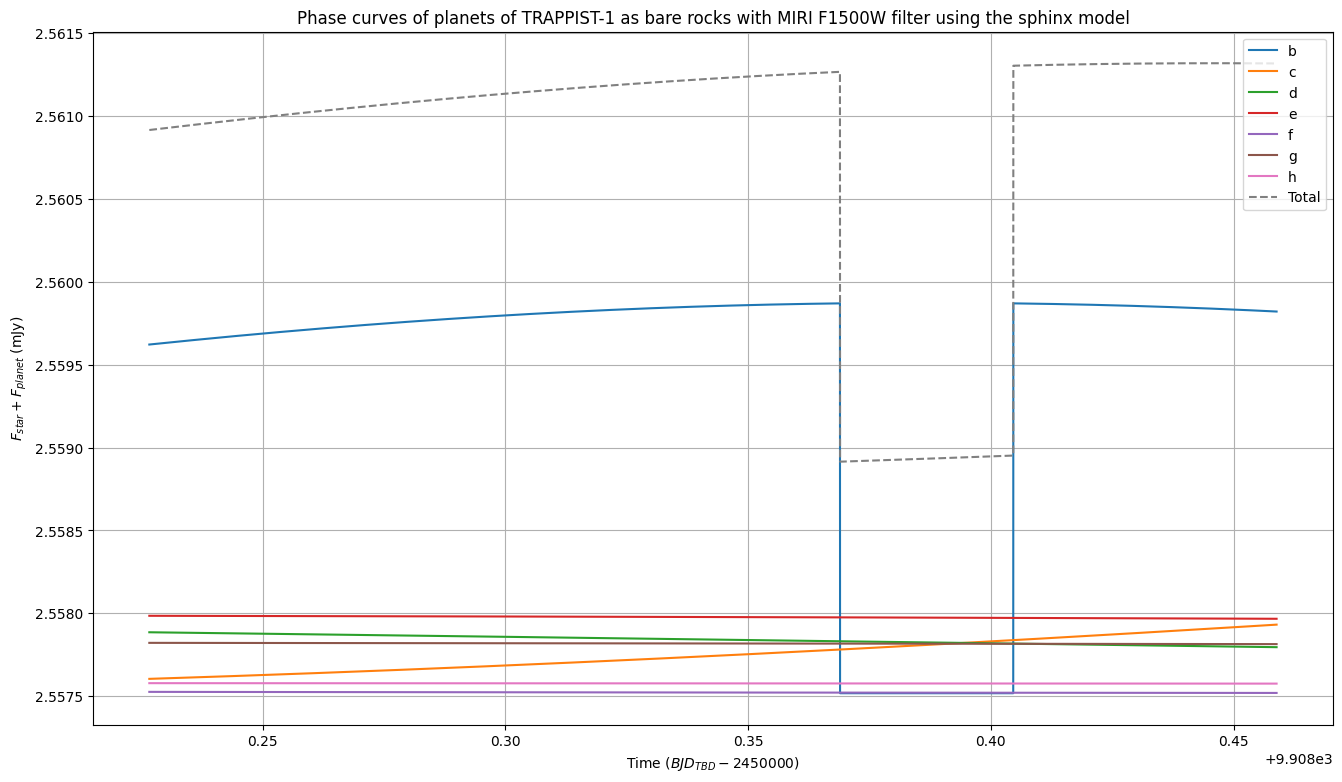 Phase curves of planets of TRAPPIST-1 as bare rocks with MIRI F1500W filter using the sphinx model
2.5615
2.5610
2.5605
2.5600
2.5595
2.5590
2.5585
2.5580
2.5575
F_star + F_planet (mJy)
b
c
d
e
f
g
h
Total
0.25
0.30
0.35
0.40
0.45
+9.908e3
Time (BJD_TBD − 2450000)